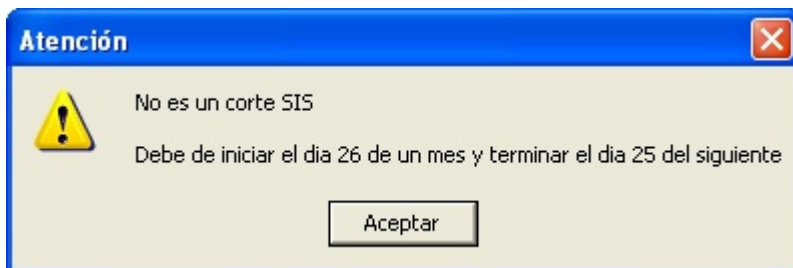 Atención
No es un corte SIS
Debe de iniciar el dia 26 de un mes y terminar el dia 25 del siguiente
Aceptar